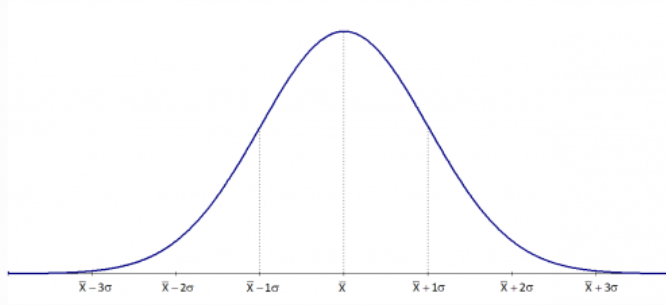 x̄ − 3σ x̄ − 2σ x̄ − 1σ x̄ x̄ + 1σ x̄ + 2σ x̄ + 3σ